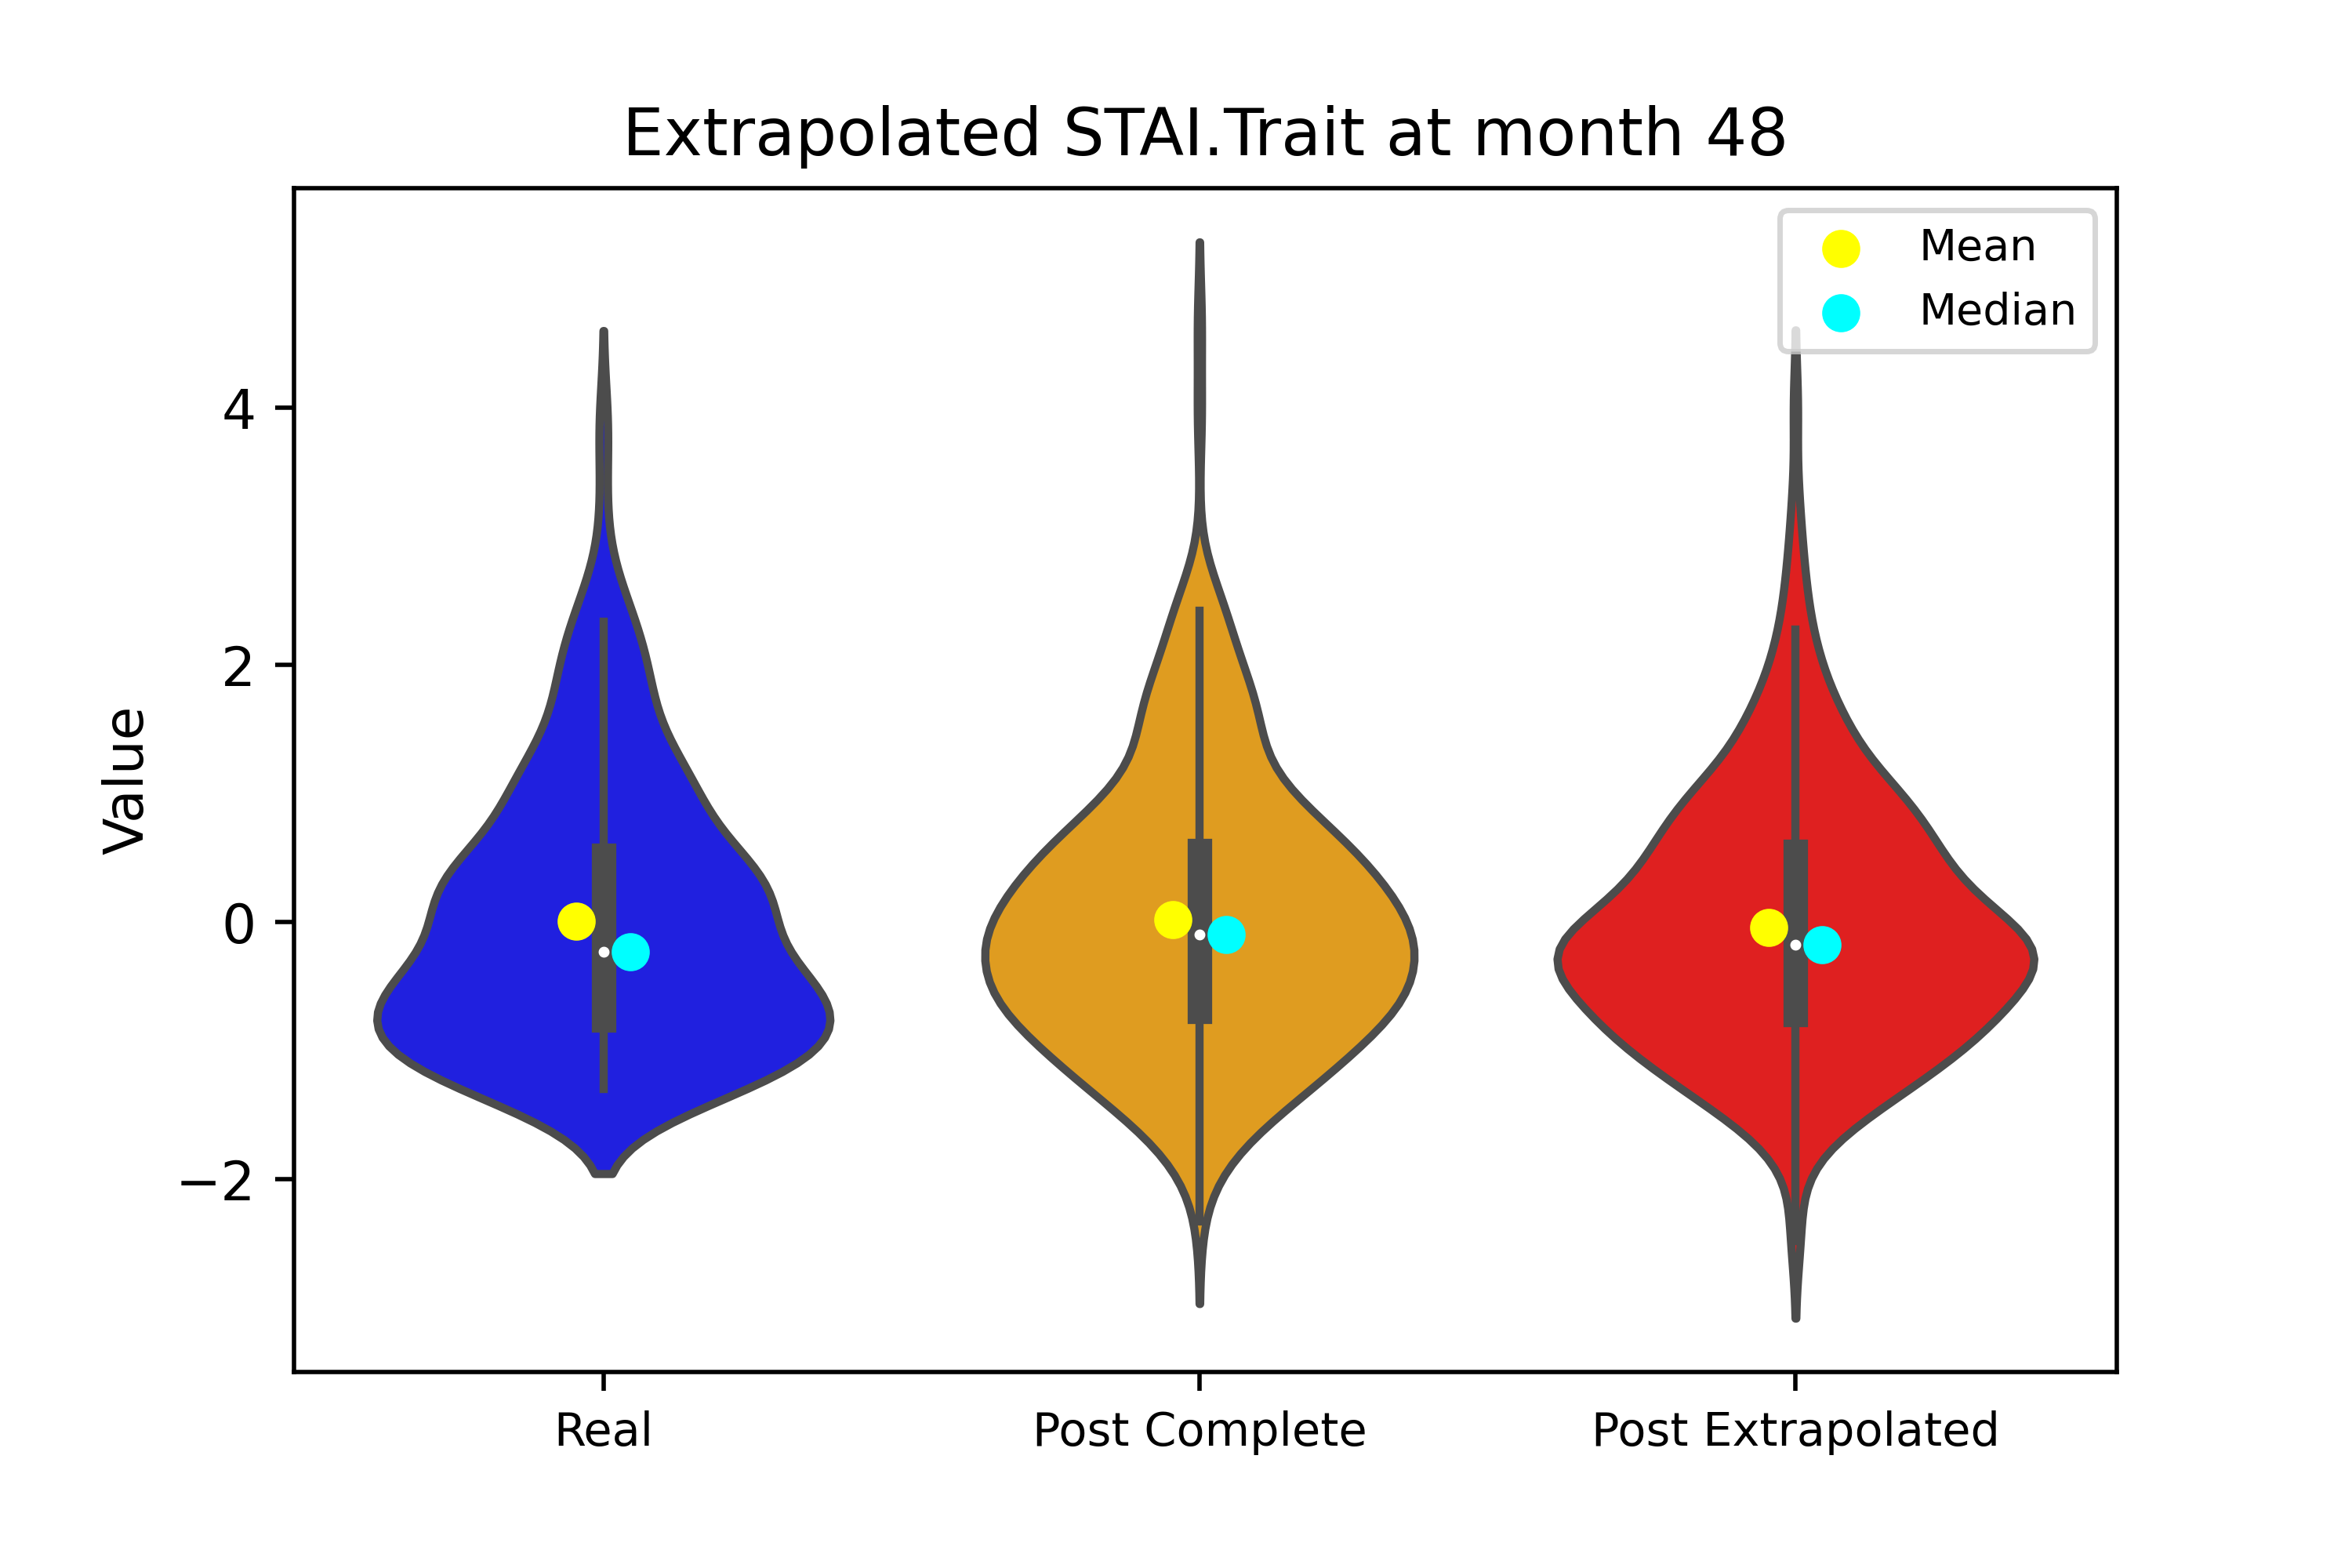 Extrapolated STAI.Trait at month 48
Mean
Median
4
2
0
−2
Value
Real
Post Complete
Post Extrapolated